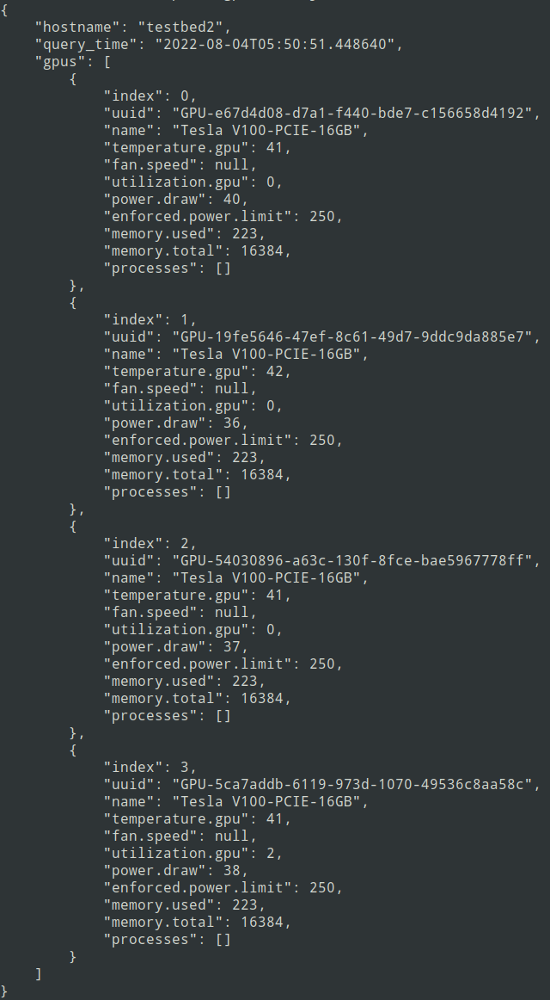 {
    "hostname": "testbed2",
    "query_time": "2022-08-04T05:50:51.448640",
    "gpus": [
        {
            "index": 0,
            "uuid": "GPU-e67d4d08-d7a1-f440-bde7-c156658d4192",
            "name": "Tesla V100-PCIE-16GB",
            "temperature.gpu": 41,
            "fan.speed": null,
            "utilization.gpu": 0,
            "power.draw": 40,
            "enforced.power.limit": 250,
            "memory.used": 223,
            "memory.total": 16384,
            "processes": []
        },
        {
            "index": 1,
            "uuid": "GPU-19fe5646-47ef-8c61-49d7-9ddc9da885e7",
            "name": "Tesla V100-PCIE-16GB",
            "temperature.gpu": 42,
            "fan.speed": null,
            "utilization.gpu": 0,
            "power.draw": 36,
            "enforced.power.limit": 250,
            "memory.used": 223,
            "memory.total": 16384,
            "processes": []
        },
        {
            "index": 2,
            "uuid": "GPU-54030896-a63c-130f-8fce-bae5967778ff",
            "name": "Tesla V100-PCIE-16GB",
            "temperature.gpu": 41,
            "fan.speed": null,
            "utilization.gpu": 0,
            "power.draw": 37,
            "enforced.power.limit": 250,
            "memory.used": 223,
            "memory.total": 16384,
            "processes": []
        },
        {
            "index": 3,
            "uuid": "GPU-5ca7addb-6119-973d-1070-49536c8aa58c",
            "name": "Tesla V100-PCIE-16GB",
            "temperature.gpu": 41,
            "fan.speed": null,
            "utilization.gpu": 2,
            "power.draw": 38,
            "enforced.power.limit": 250,
            "memory.used": 223,
            "memory.total": 16384,
            "processes": []
        }
    ]
}